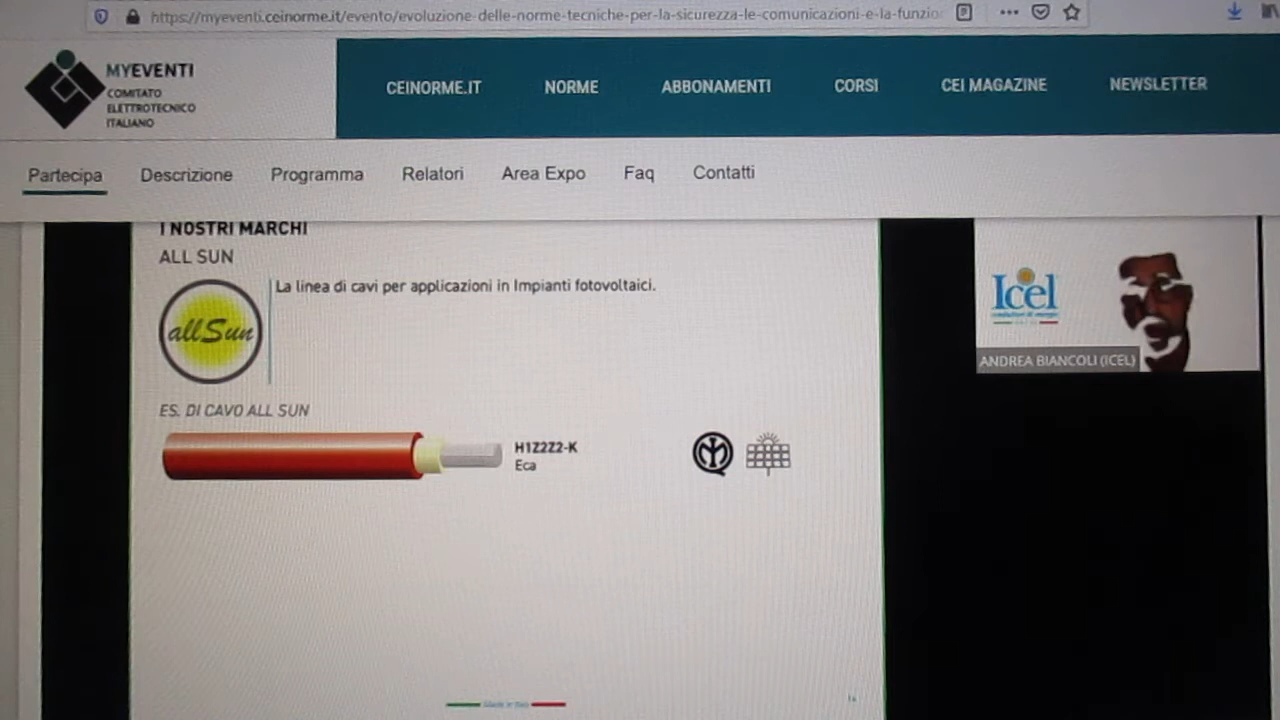 https://myeventi.ceinorme.it/evento/evoluzione-delle-norme-tecniche-per-la-sicurezza-le-comunicazioni-e-la-funzio
MYEVENTI
COMITATO
ELETTROTECNICO
ITALIANO
CEINORME.IT NORME ABBONAMENTI CORSI CEI MAGAZINE NEWSLETTER
Partecipa Descrizione Programma Relatori Area Expo Faq Contatti
I NOSTRI MARCHI
ALL SUN
allSun
La linea di cavi per applicazioni in Impianti fotovoltaici.
ES. DI CAVO ALL SUN
H1Z2Z2-K
Eca
Icel
ANDREA BIANCOLI (ICEL)
Made in Italy